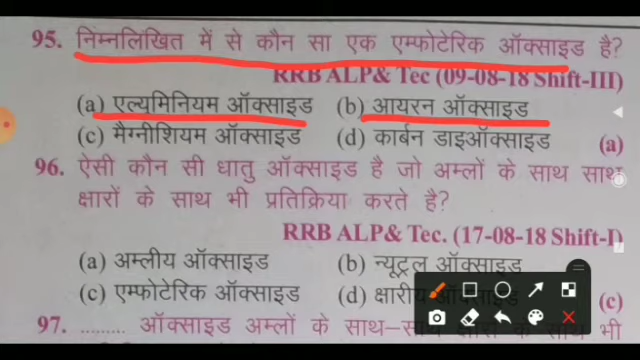 95. निम्नलिखित में से कौन सा एक एम्फोटेरिक ऑक्साइड है?
RRB ALP& Tec (09-08-18 Shift-III)
(a) एल्यूमिनियम ऑक्साइड (b) आयरन ऑक्साइड
(c) मैग्नीशियम ऑक्साइड (d) कार्बन डाइऑक्साइड (a)
96. ऐसी कौन सी धातु ऑक्साइड है जो अम्लों के साथ साथ
क्षारों के साथ भी प्रतिक्रिया करते है?
RRB ALP& Tec. (17-08-18 Shift-I)
(a) अम्लीय ऑक्साइड (b) न्यूट्रल ऑक्साइड
(c) एम्फोटेरिक ऑक्साइड (d) क्षारीय ऑक्साइड (c)
97. ......... ऑक्साइड अम्लों के साथ–साथ क्षारों के साथ भी